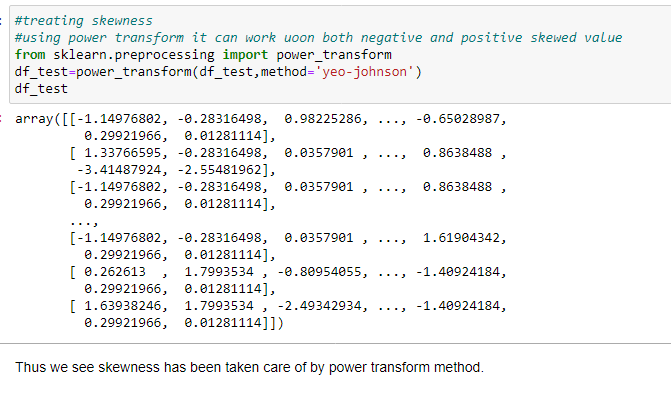 #treating skewness
#using power transform it can work uoon both negative and positive skewed value
from sklearn.preprocessing import power_transform
df_test=power_transform(df_test,method='yeo-johnson')
df_test
array([[-1.14976802, -0.28316498,  0.98225286, ..., -0.65028987,
         0.29921966,  0.01281114],
       [ 1.33766595, -0.28316498,  0.0357901 , ...,  0.8638488 ,
        -3.41487924, -2.55481962],
       [-1.14976802, -0.28316498,  0.0357901 , ...,  0.8638488 ,
         0.29921966,  0.01281114],
       ...,
       [-1.14976802, -0.28316498,  0.0357901 , ...,  1.61904342,
         0.29921966,  0.01281114],
       [ 0.262613  ,  1.7993534 , -0.80954055, ..., -1.40924184,
         0.29921966,  0.01281114],
       [ 1.63938246,  1.7993534 , -2.49342934, ..., -1.40924184,
         0.29921966,  0.01281114]])
Thus we see skewness has been taken care of by power transform method.